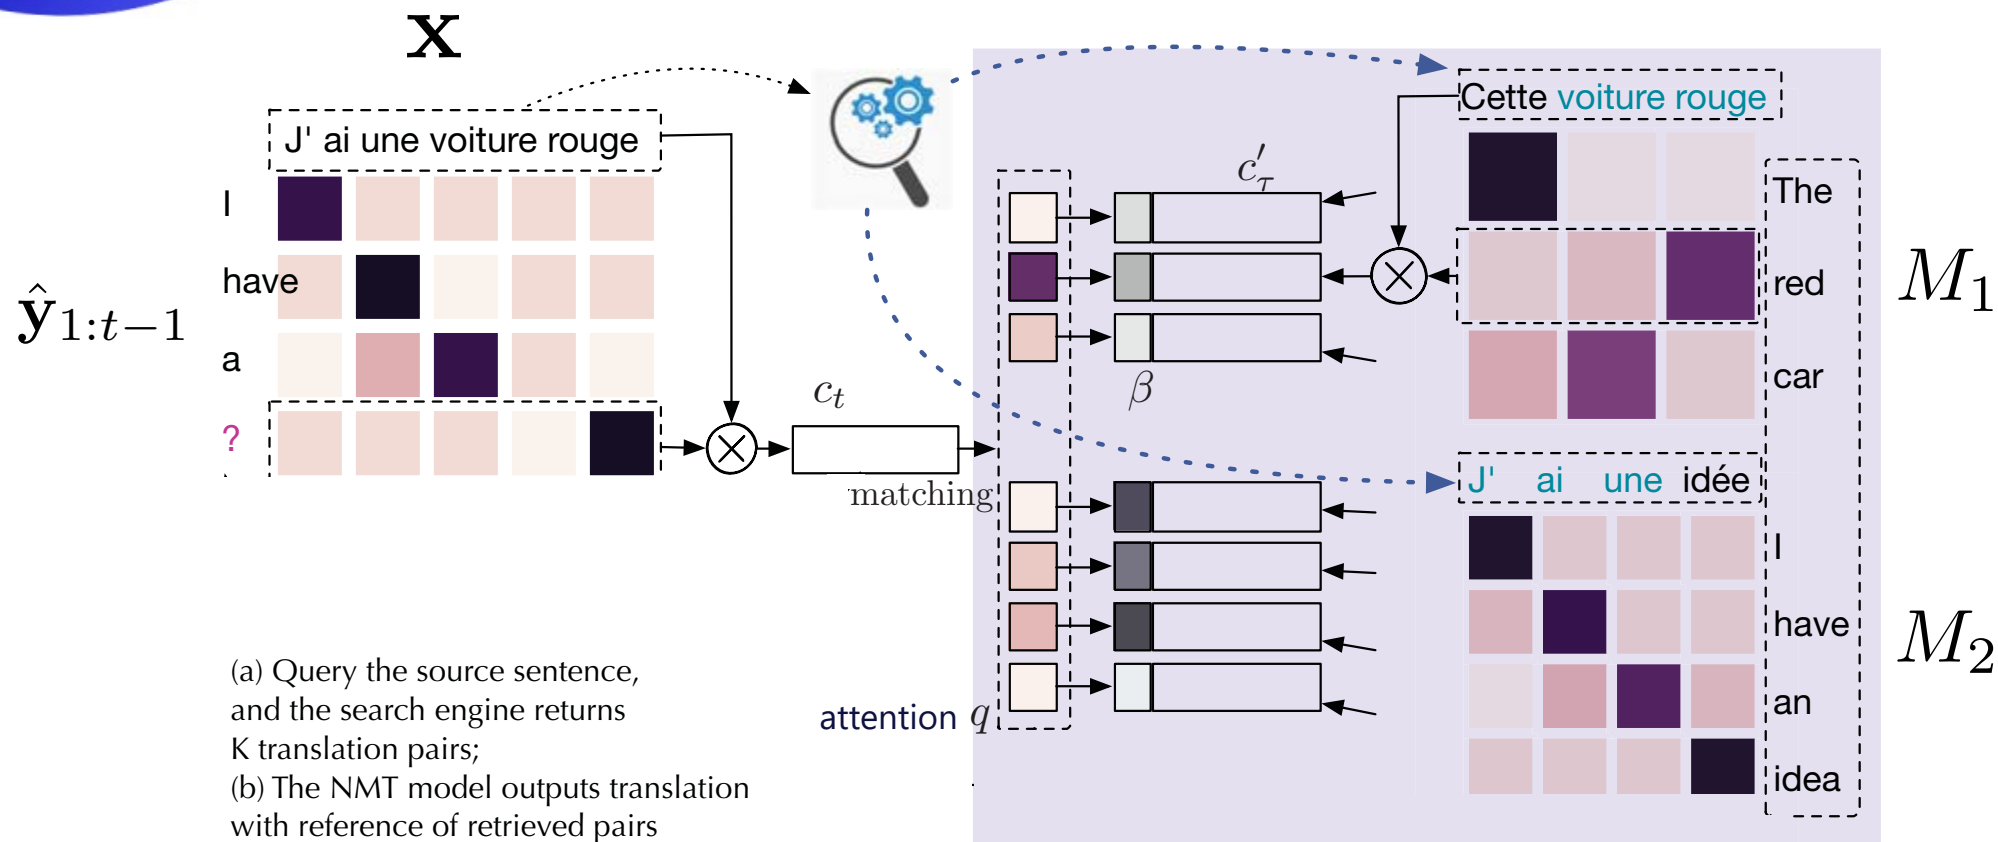 x
J' ai une voiture rouge
I
have
a
?
ŷ1:t−1
ct
matching
attention q
c′τ
β
Cette voiture rouge
The
red
car
M1
J' ai une idée
I
have
an
idea
M2
(a) Query the source sentence,
and the search engine returns
K translation pairs;
(b) The NMT model outputs translation
with reference of retrieved pairs